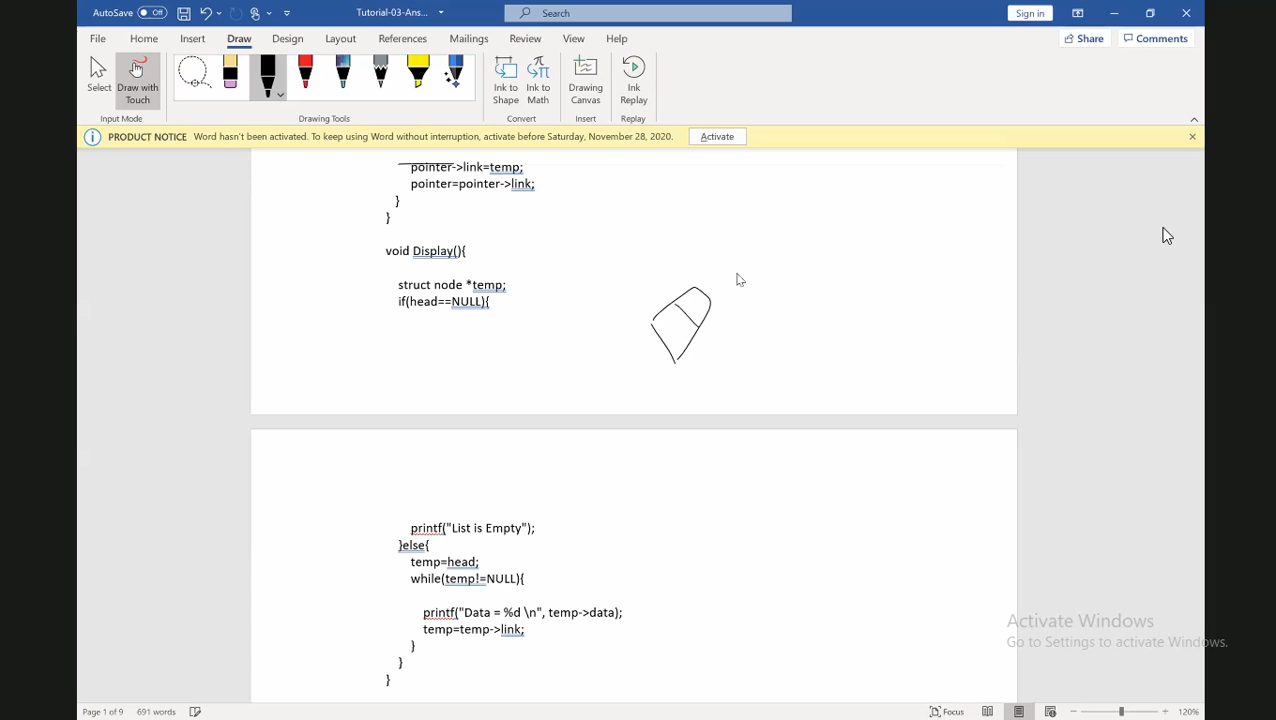 AutoSave Off Tutorial-03-Ans... Search Sign in
File Home Insert Draw Design Layout References Mailings Review View Help Share Comments
Select
Draw with Touch
Ink to Shape
Ink to Math
Drawing Canvas
Ink Replay
Input Mode Drawing Tools Convert Insert Replay
PRODUCT NOTICE Word hasn't been activated. To keep using Word without interruption, activate before Saturday, November 28, 2020. Activate
pointer->link=temp;
pointer=pointer->link;
}
}
void Display(){
struct node *temp;
if(head==NULL){
printf("List is Empty");
}else{
temp=head;
while(temp!=NULL){
printf("Data = %d \n", temp->data);
temp=temp->link;
}
}
}
Activate Windows
Go to Settings to activate Windows.
Page 1 of 9 691 words Focus 120%